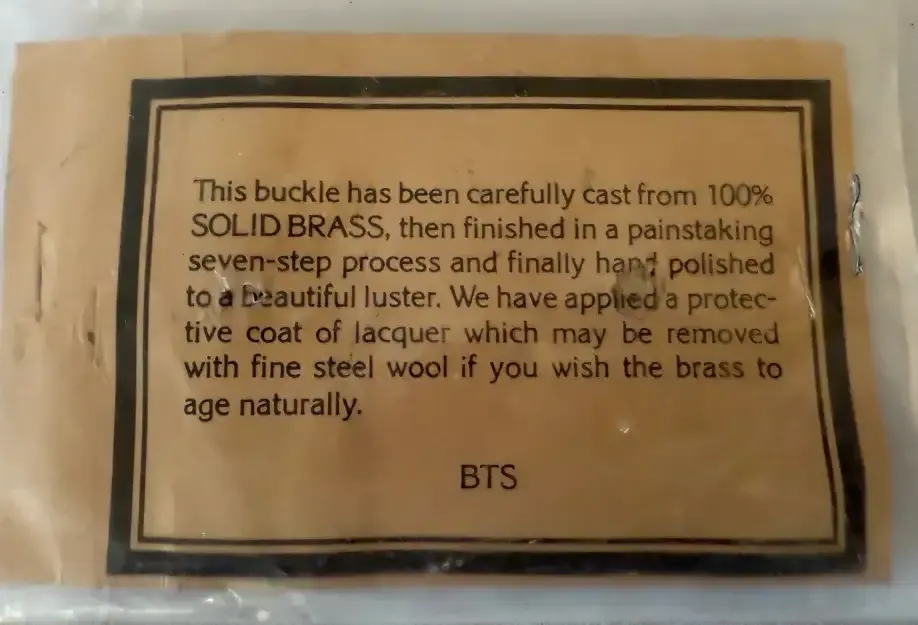 This buckle has been carefully cast from 100%
SOLID BRASS, then finished in a painstaking
seven-step process and finally hand polished
to a beautiful luster. We have applied a protec-
tive coat of lacquer which may be removed
with fine steel wool if you wish the brass to
age naturally.
BTS